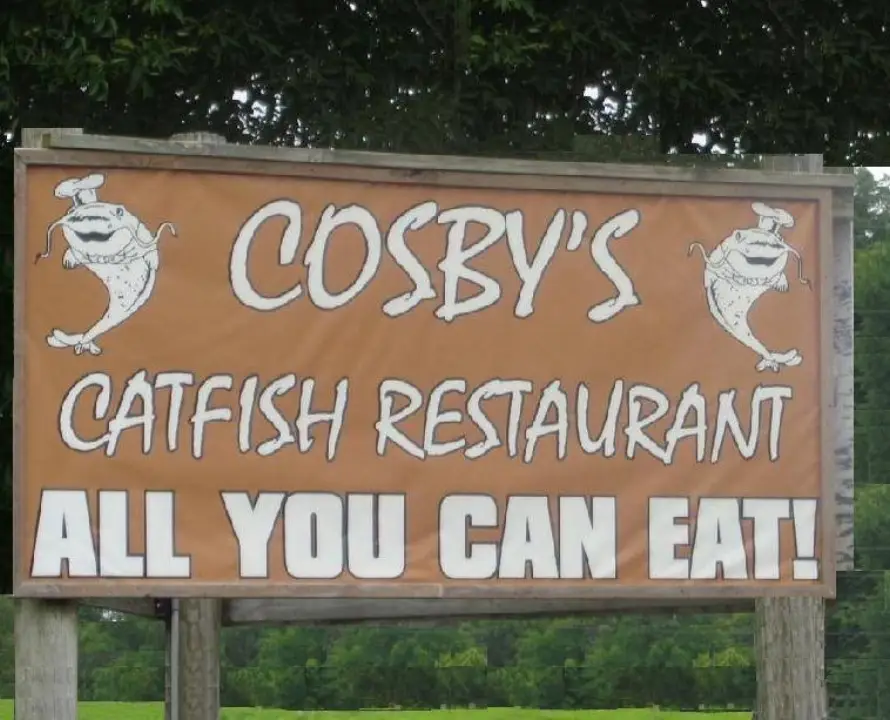 COSBY'S
CATFISH RESTAURANT
ALL YOU CAN EAT!